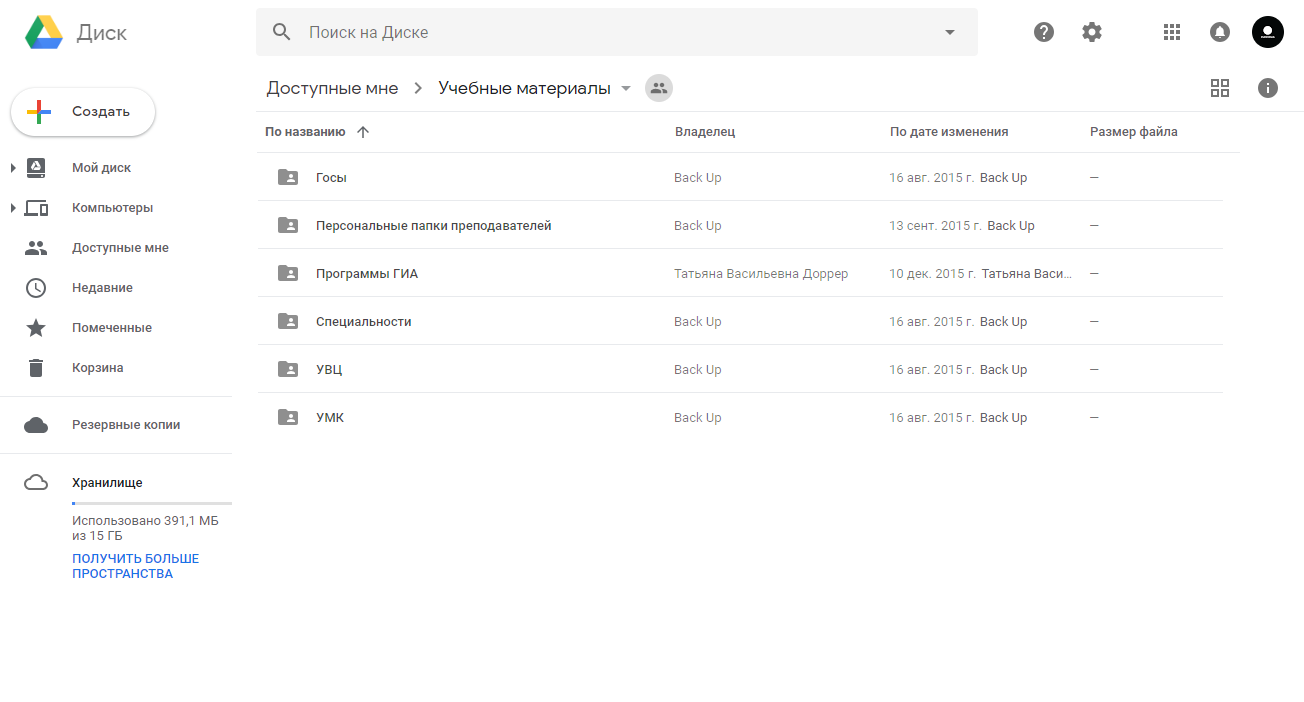 Диск
Поиск на Диске
Доступные мне
Учебные материалы
Создать
По названию
Владелец
По дате изменения
Размер файла
Мой диск
Компьютеры
Доступные мне
Недавние
Помеченные
Корзина
Резервные копии
Хранилище
Использовано 391,1 МБ
из 15 ГБ
ПОЛУЧИТЬ БОЛЬШЕ
ПРОСТРАНСТВА
Госы Back Up 16 авг. 2015 г. Back Up —
Персональные папки преподавателей Back Up 13 сент. 2015 г. Back Up —
Программы ГИА Татьяна Васильевна Доррер 10 дек. 2015 г. Татьяна Васи... —
Специальности Back Up 16 авг. 2015 г. Back Up —
УВЦ Back Up 16 авг. 2015 г. Back Up —
УМК Back Up 16 авг. 2015 г. Back Up —